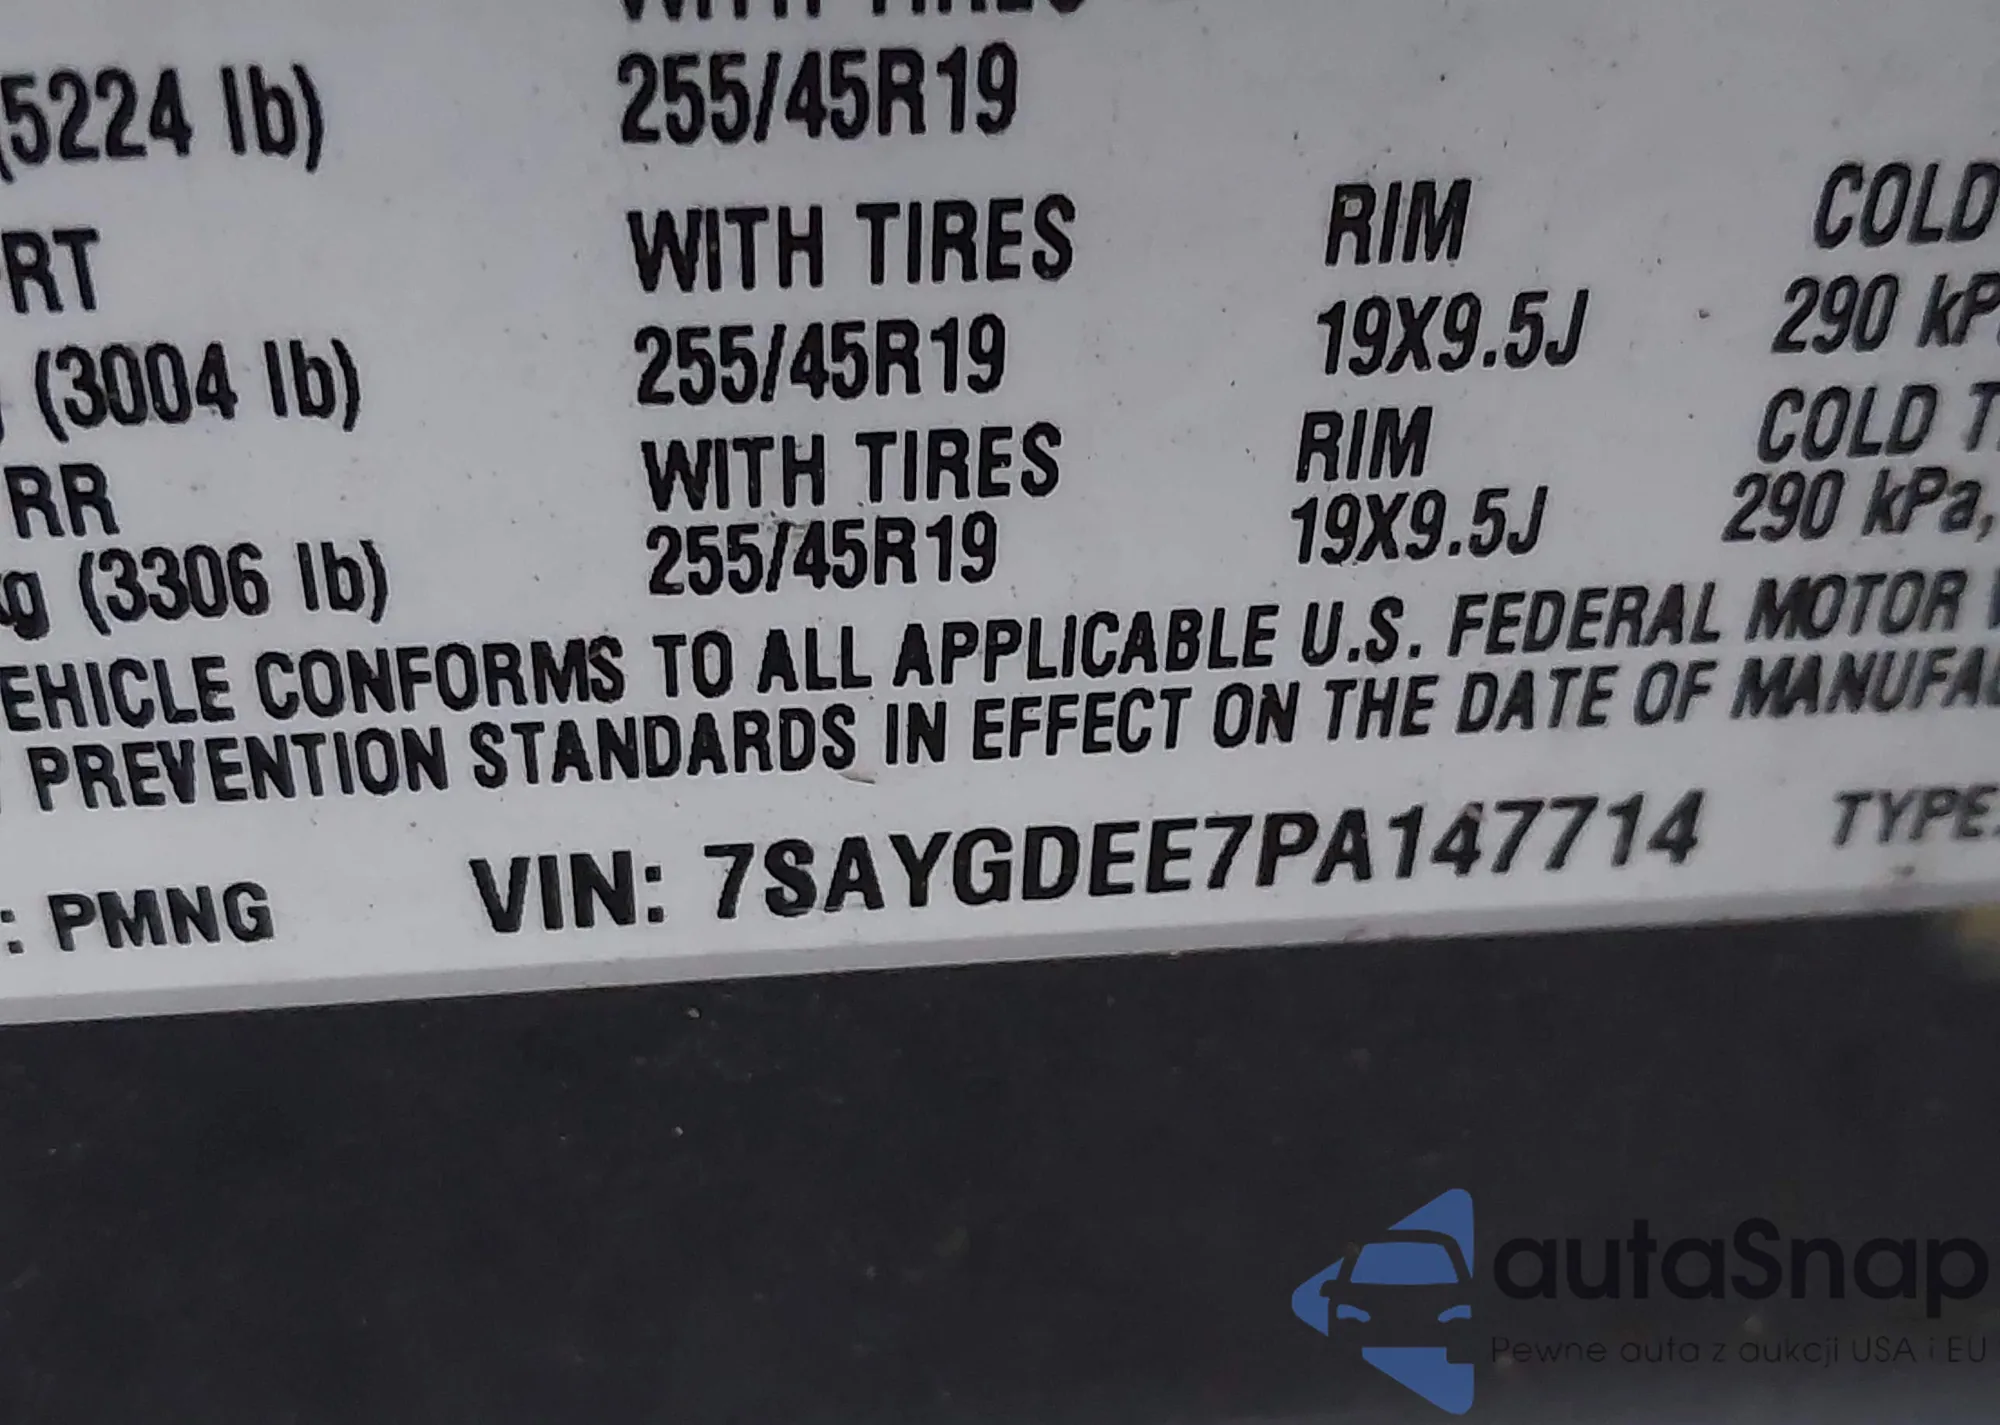 WITH TIRES
(5224 lb) 255/45R19
RT WITH TIRES RIM COLD
(3004 lb) 255/45R19 19X9.5J 290 kP
RR WITH TIRES RIM COLD T
g (3306 lb) 255/45R19 19X9.5J 290 kPa,
EHICLE CONFORMS TO ALL APPLICABLE U.S. FEDERAL MOTOR
PREVENTION STANDARDS IN EFFECT ON THE DATE OF MANUFA
: PMNG VIN: 7SAYGDEE7PA147714 TYPE:
autaSnap
Pewne auta z aukcji USA i EU